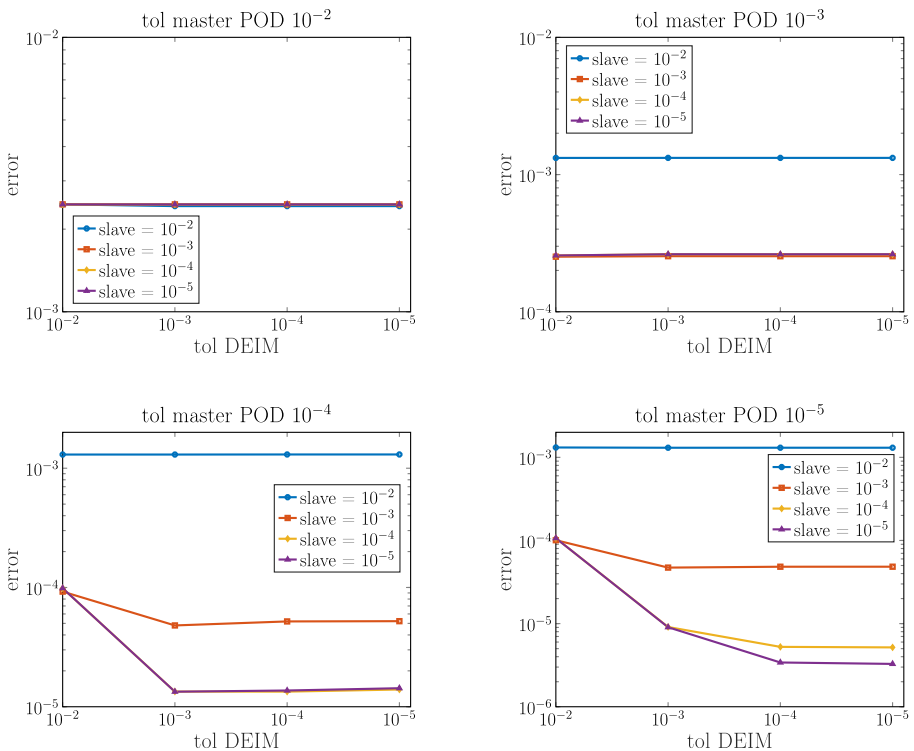 tol master POD 10⁻²
10⁻²
error
slave = 10⁻²
slave = 10⁻³
slave = 10⁻⁴
slave = 10⁻⁵
10⁻³
10⁻² 10⁻³ 10⁻⁴ 10⁻⁵
tol DEIM
tol master POD 10⁻³
10⁻²
slave = 10⁻²
slave = 10⁻³
slave = 10⁻⁴
slave = 10⁻⁵
10⁻³
error
10⁻⁴
10⁻² 10⁻³ 10⁻⁴ 10⁻⁵
tol DEIM
tol master POD 10⁻⁴
10⁻³
slave = 10⁻²
slave = 10⁻³
slave = 10⁻⁴
slave = 10⁻⁵
error
10⁻⁴
10⁻⁵
10⁻² 10⁻³ 10⁻⁴ 10⁻⁵
tol DEIM
tol master POD 10⁻⁵
10⁻²
slave = 10⁻²
10⁻³
slave = 10⁻³
slave = 10⁻⁴
slave = 10⁻⁵
10⁻⁴
error
10⁻⁵
10⁻⁶
10⁻² 10⁻³ 10⁻⁴ 10⁻⁵
tol DEIM